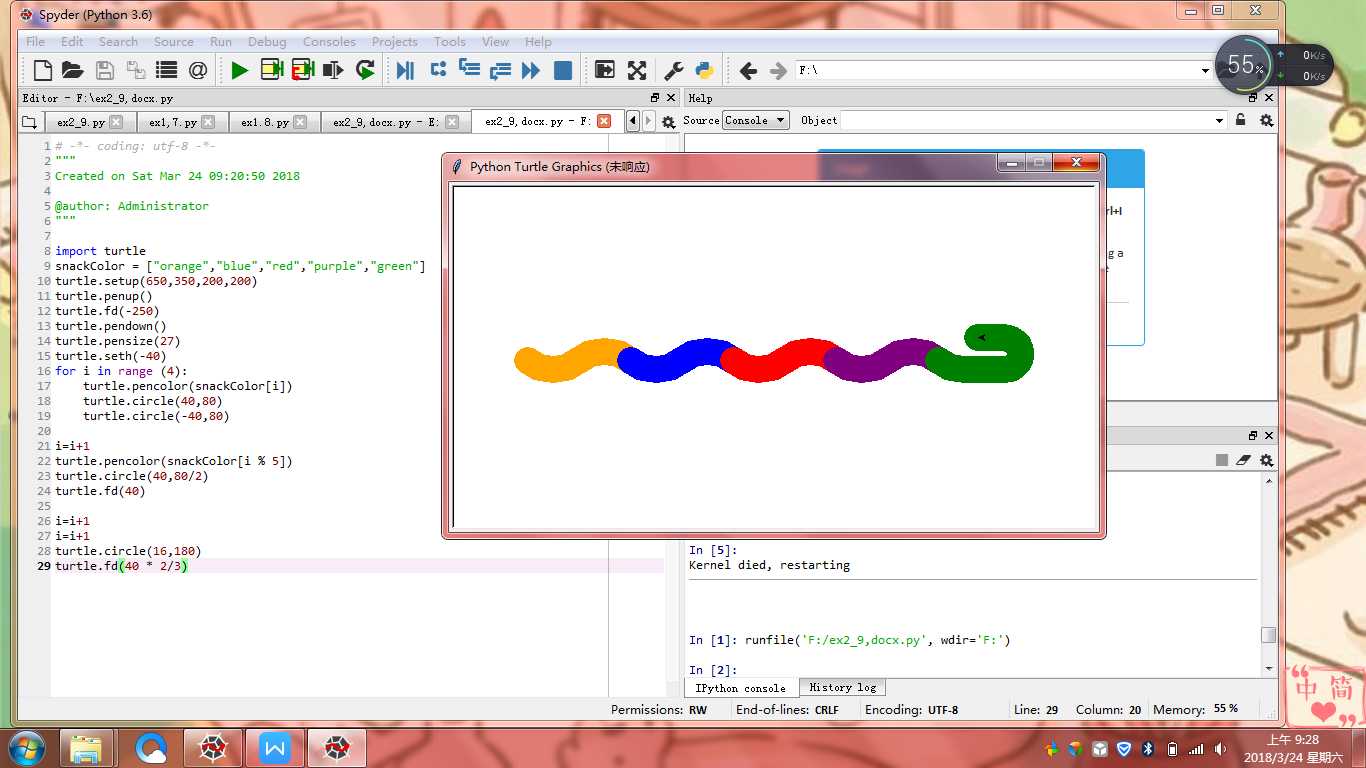 Spyder (Python 3.6)
File Edit Search Source Run Debug Consoles Projects Tools View Help
F:\
55%
0K/s
0K/s
Editor - F:\ex2_9,docx.py
Help
ex2_9.py
ex1,7.py
ex1.8.py
ex2_9,docx.py - E:
ex2_9,docx.py - F:
Source Console Object
1 # -*- coding: utf-8 -*-
2 """
3 Created on Sat Mar 24 09:20:50 2018
4
5 @author: Administrator
6 """
7
8 import turtle
9 snackColor = ["orange","blue","red","purple","green"]
10 turtle.setup(650,350,200,200)
11 turtle.penup()
12 turtle.fd(-250)
13 turtle.pendown()
14 turtle.pensize(27)
15 turtle.seth(-40)
16 for i in range (4):
17 turtle.pencolor(snackColor[i])
18 turtle.circle(40,80)
19 turtle.circle(-40,80)
20
21 i=i+1
22 turtle.pencolor(snackColor[i % 5])
23 turtle.circle(40,80/2)
24 turtle.fd(40)
25
26 i=i+1
27 i=i+1
28 turtle.circle(16,180)
29 turtle.fd(40 * 2/3)
Python Turtle Graphics (未响应)
rl+I
g a
e
In [5]:
Kernel died, restarting
In [1]: runfile('F:/ex2_9,docx.py', wdir='F:')
In [2]:
IPython console
History log
Permissions: RW End-of-lines: CRLF Encoding: UTF-8 Line: 29 Column: 20 Memory: 55 %
中 简
上午 9:28
2018/3/24 星期六